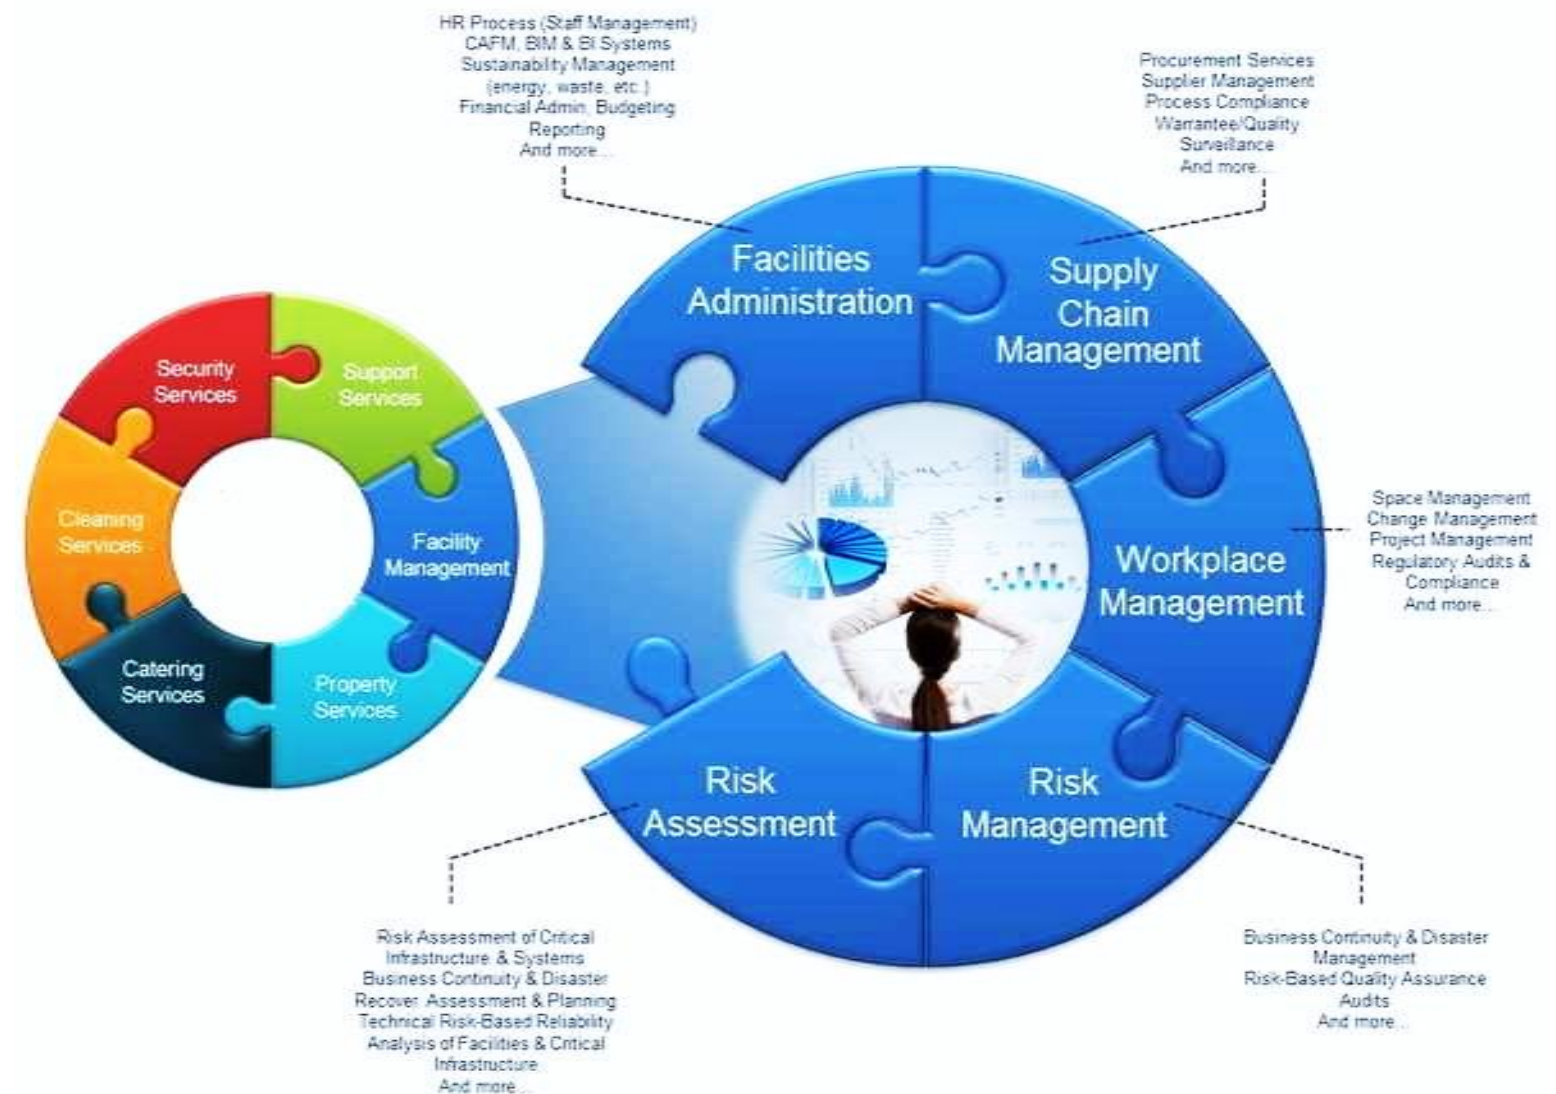 HR Process (Staff Management)
CAFM, BIM & BI Systems
Sustainability Management
(energy, waste, etc.)
Financial Admin, Budgeting
Reporting
And more...
Procurement Services
Supplier Management
Process Compliance
Warrantee/Quality
Surveillance
And more...
Facilities
Administration
Supply
Chain
Management
Security
Services
Support
Services
Cleaning
Services
Facility
Management
Catering
Services
Property
Services
Workplace
Management
Space Management
Change Management
Project Management
Regulatory Audits &
Compliance
And more...
Risk
Assessment
Risk
Management
Risk Assessment of Critical
Infrastructure & Systems
Business Continuity & Disaster
Recover Assessment & Planning
Technical Risk-Based Reliability
Analysis of Facilities & Critical
Infrastructure
And more...
Business Continuity & Disaster
Management
Risk-Based Quality Assurance
Audits
And more...